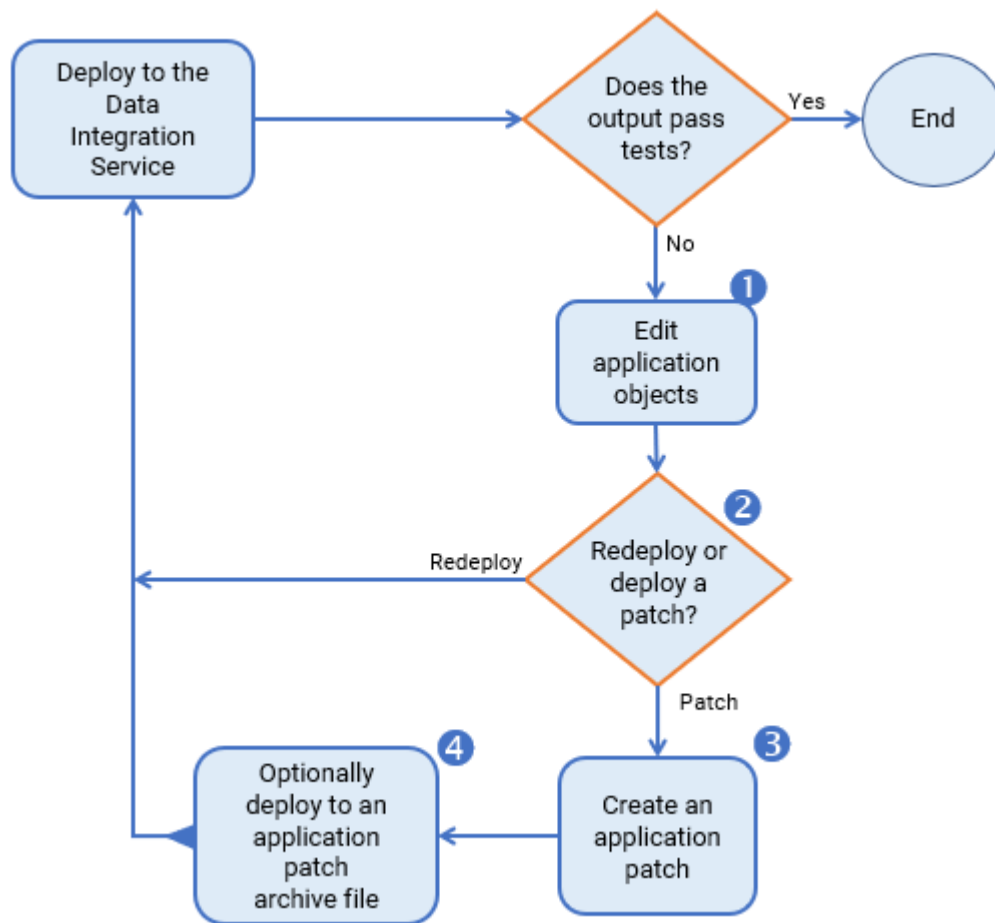 Deploy to the
Data
Integration
Service
Does the
output pass
tests?
Yes
End
No
1
Edit
application
objects
2
Redeploy or
deploy a
patch?
Redeploy
Patch
3
Create an
application
patch
4
Optionally
deploy to an
application
patch
archive file